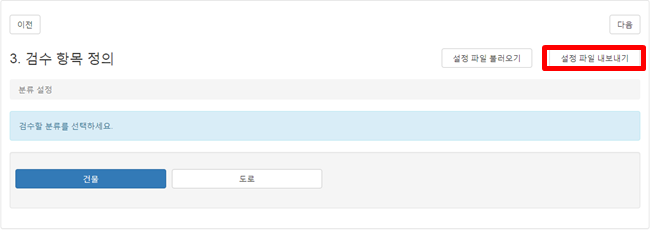 이전
다음
3. 검수 항목 정의
설정 파일 불러오기
설정 파일 내보내기
분류 설정
검수할 분류를 선택하세요.
건물
도로